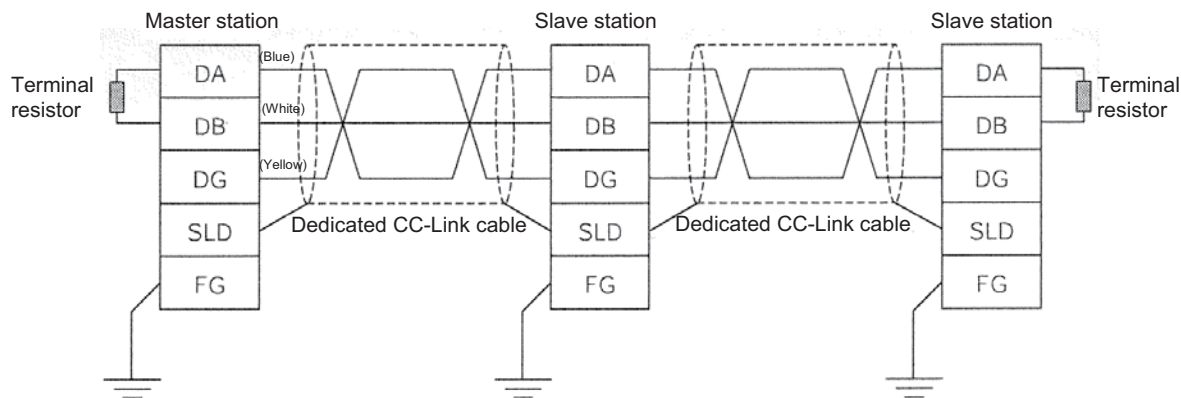 Master station
Slave station
Slave station
Terminal
resistor
DA
DB
DG
SLD
FG
(Blue)
(White)
(Yellow)
Dedicated CC-Link cable
DA
DB
DG
SLD
FG
Dedicated CC-Link cable
DA
DB
DG
SLD
FG
Terminal
resistor